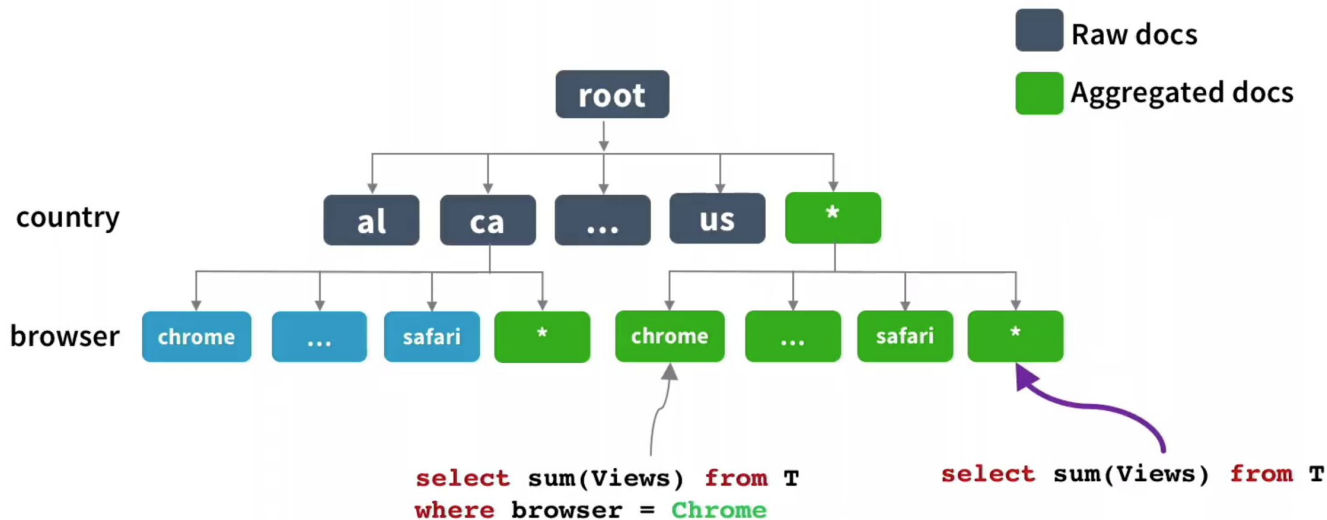 Raw docs
Aggregated docs
root
country
al
ca
...
us
*
browser
chrome
...
safari
*
chrome
...
safari
*
select sum(Views) from T
where browser = Chrome
select sum(Views) from T